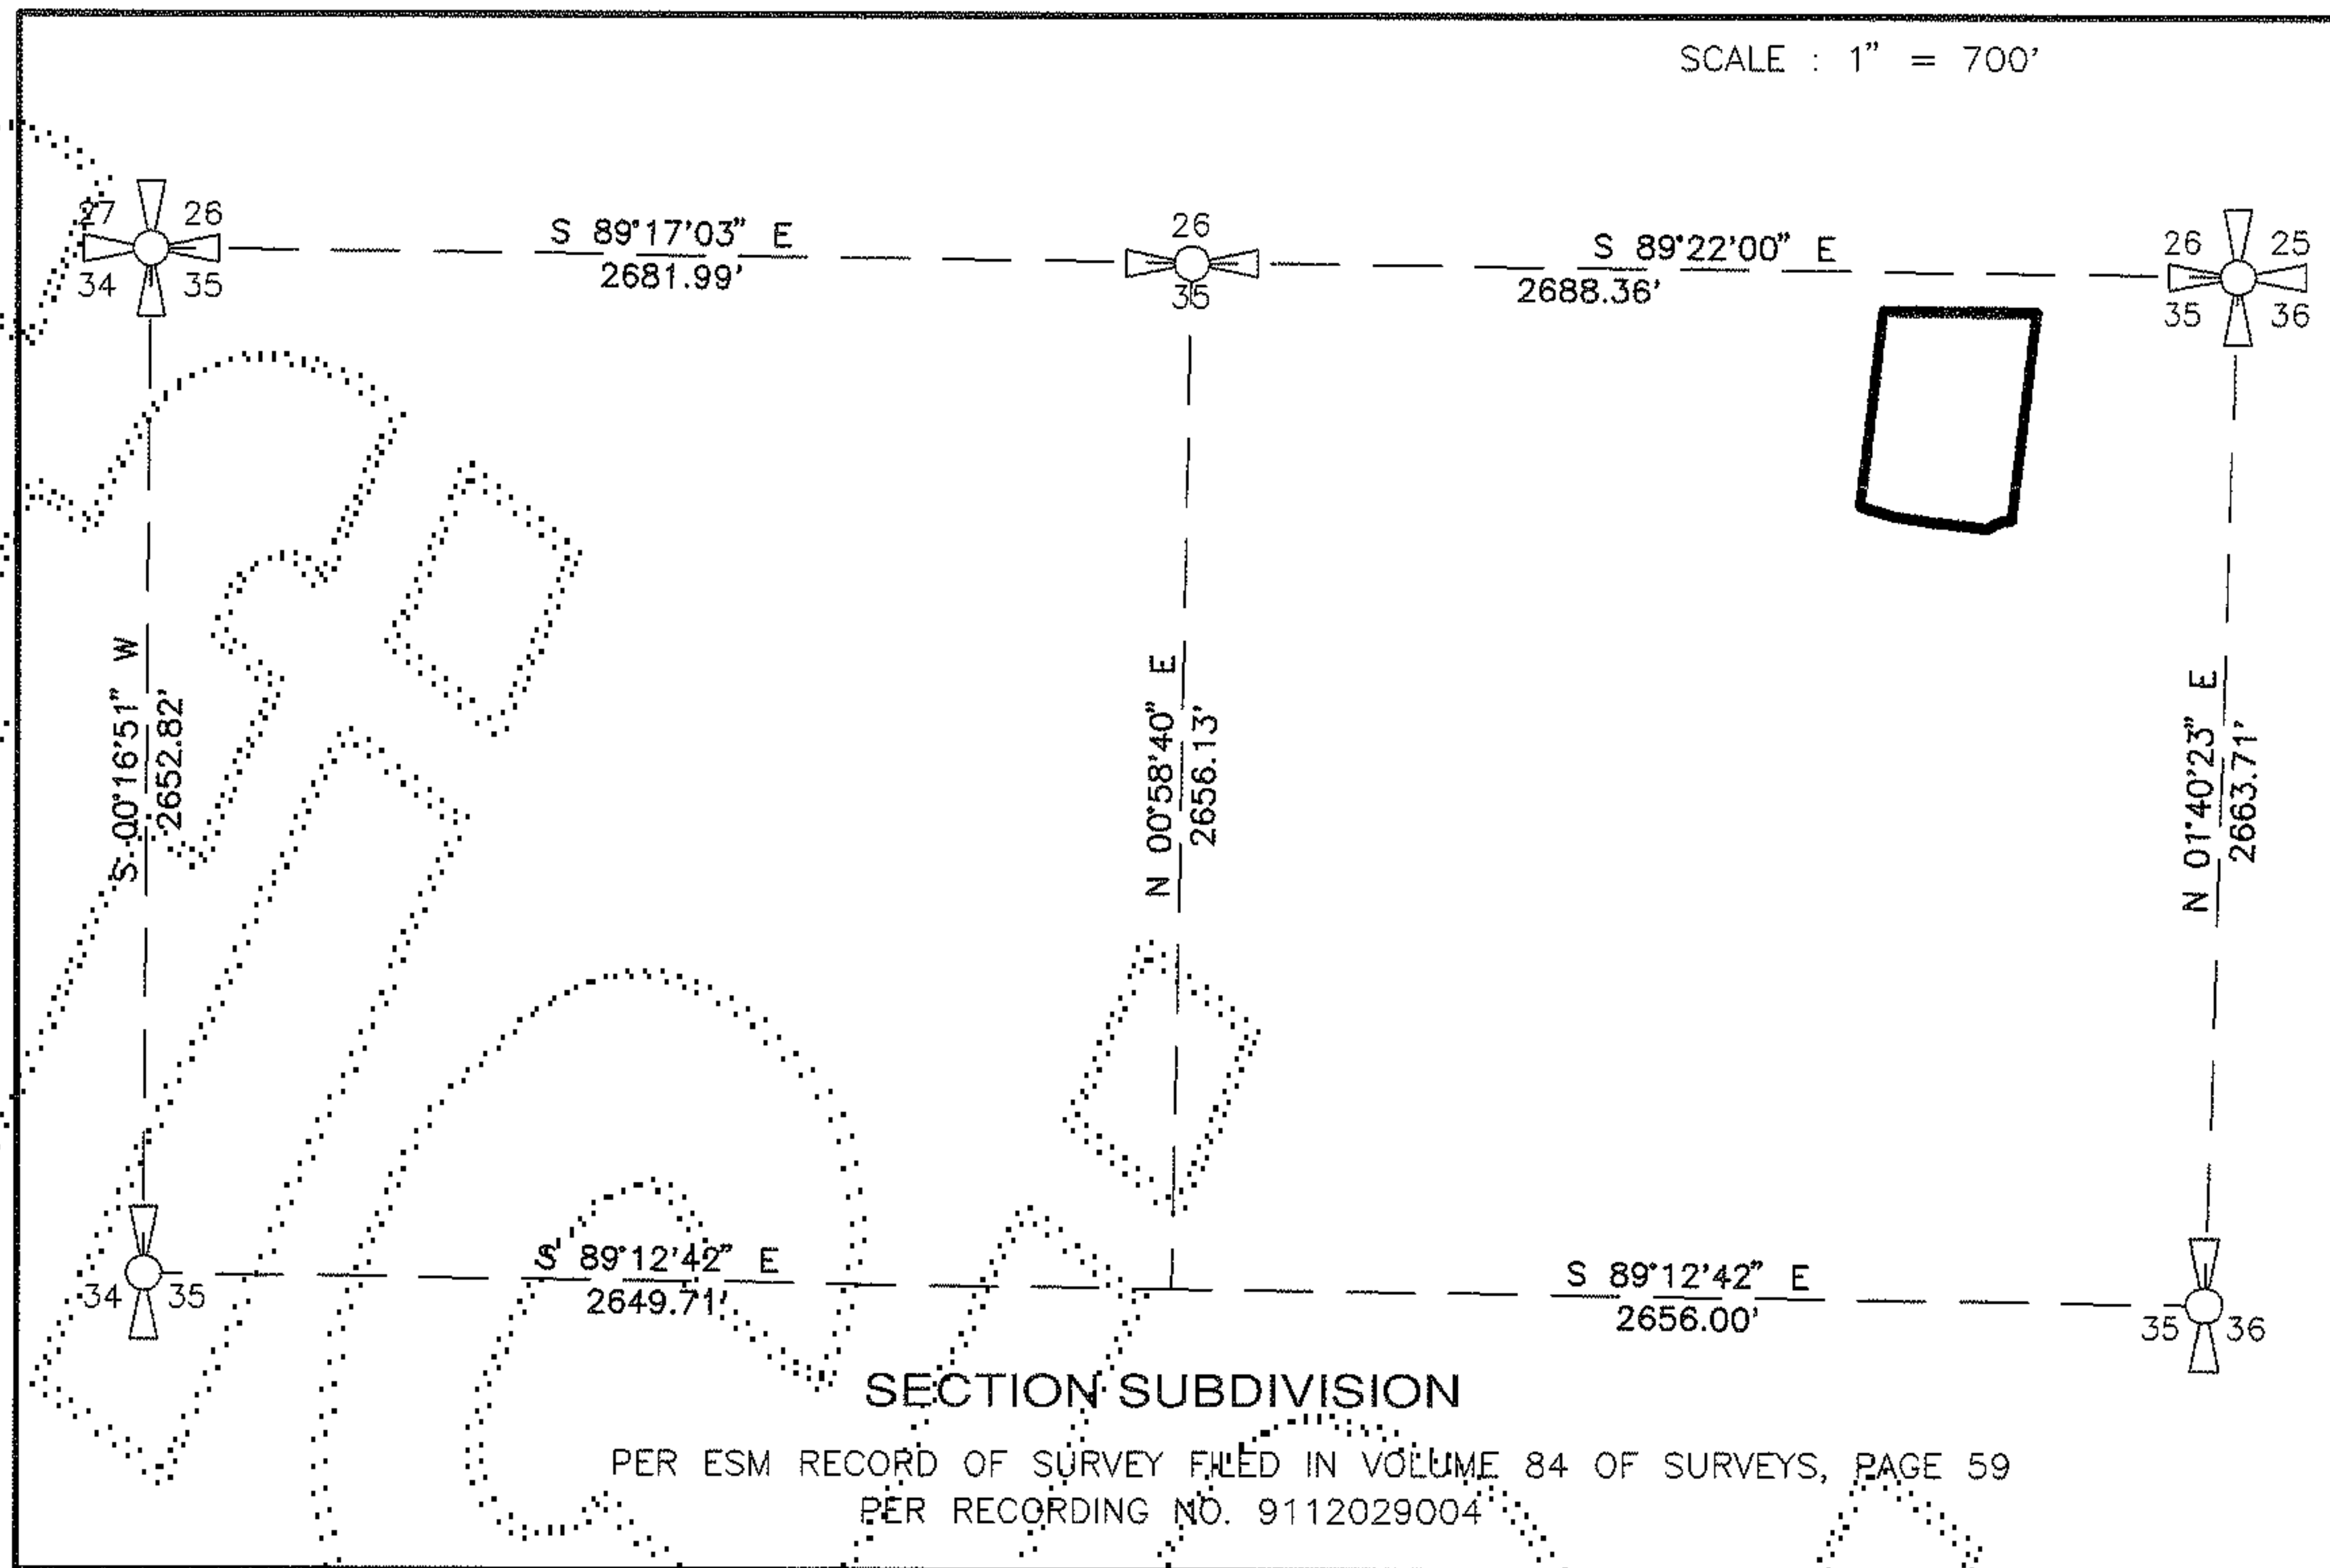 SCALE : 1" = 700'
27 26
34 35
S 89°17'03" E
2681.99'
26
35
S 89°22'00" E
2688.36'
26 25
35 36
S 00°16'51" W
2652.82'
N 00°58'40" E
2656.13'
N 01°40'23" E
2663.71'
34 35
S 89°12'42" E
2649.71'
S 89°12'42" E
2656.00'
35 36
SECTION SUBDIVISION
PER ESM RECORD OF SURVEY FILED IN VOLUME 84 OF SURVEYS, PAGE 59
PER RECORDING NO. 9112029004